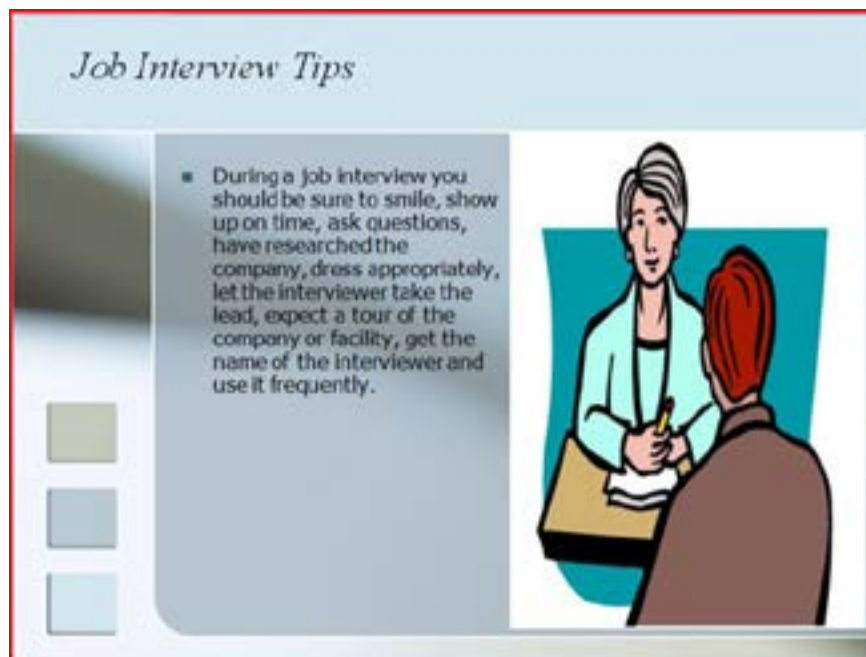 Job Interview Tips
During a job interview you
should be sure to smile, show
up on time, ask questions,
have researched the
company, dress appropriately,
let the interviewer take the
lead, expect a tour of the
company or facility, get the
name of the interviewer and
use it frequently.